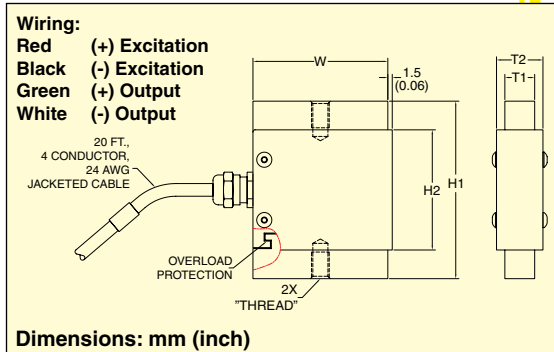 Wiring:
Red (+) Excitation
Black (-) Excitation
Green (+) Output
White (-) Output
20 FT.,
4 CONDUCTOR,
24 AWG
JACKETED CABLE
W
1.5
(0.06)
T2
T1
H2
H1
OVERLOAD
PROTECTION
2X
"THREAD"
Dimensions: mm (inch)